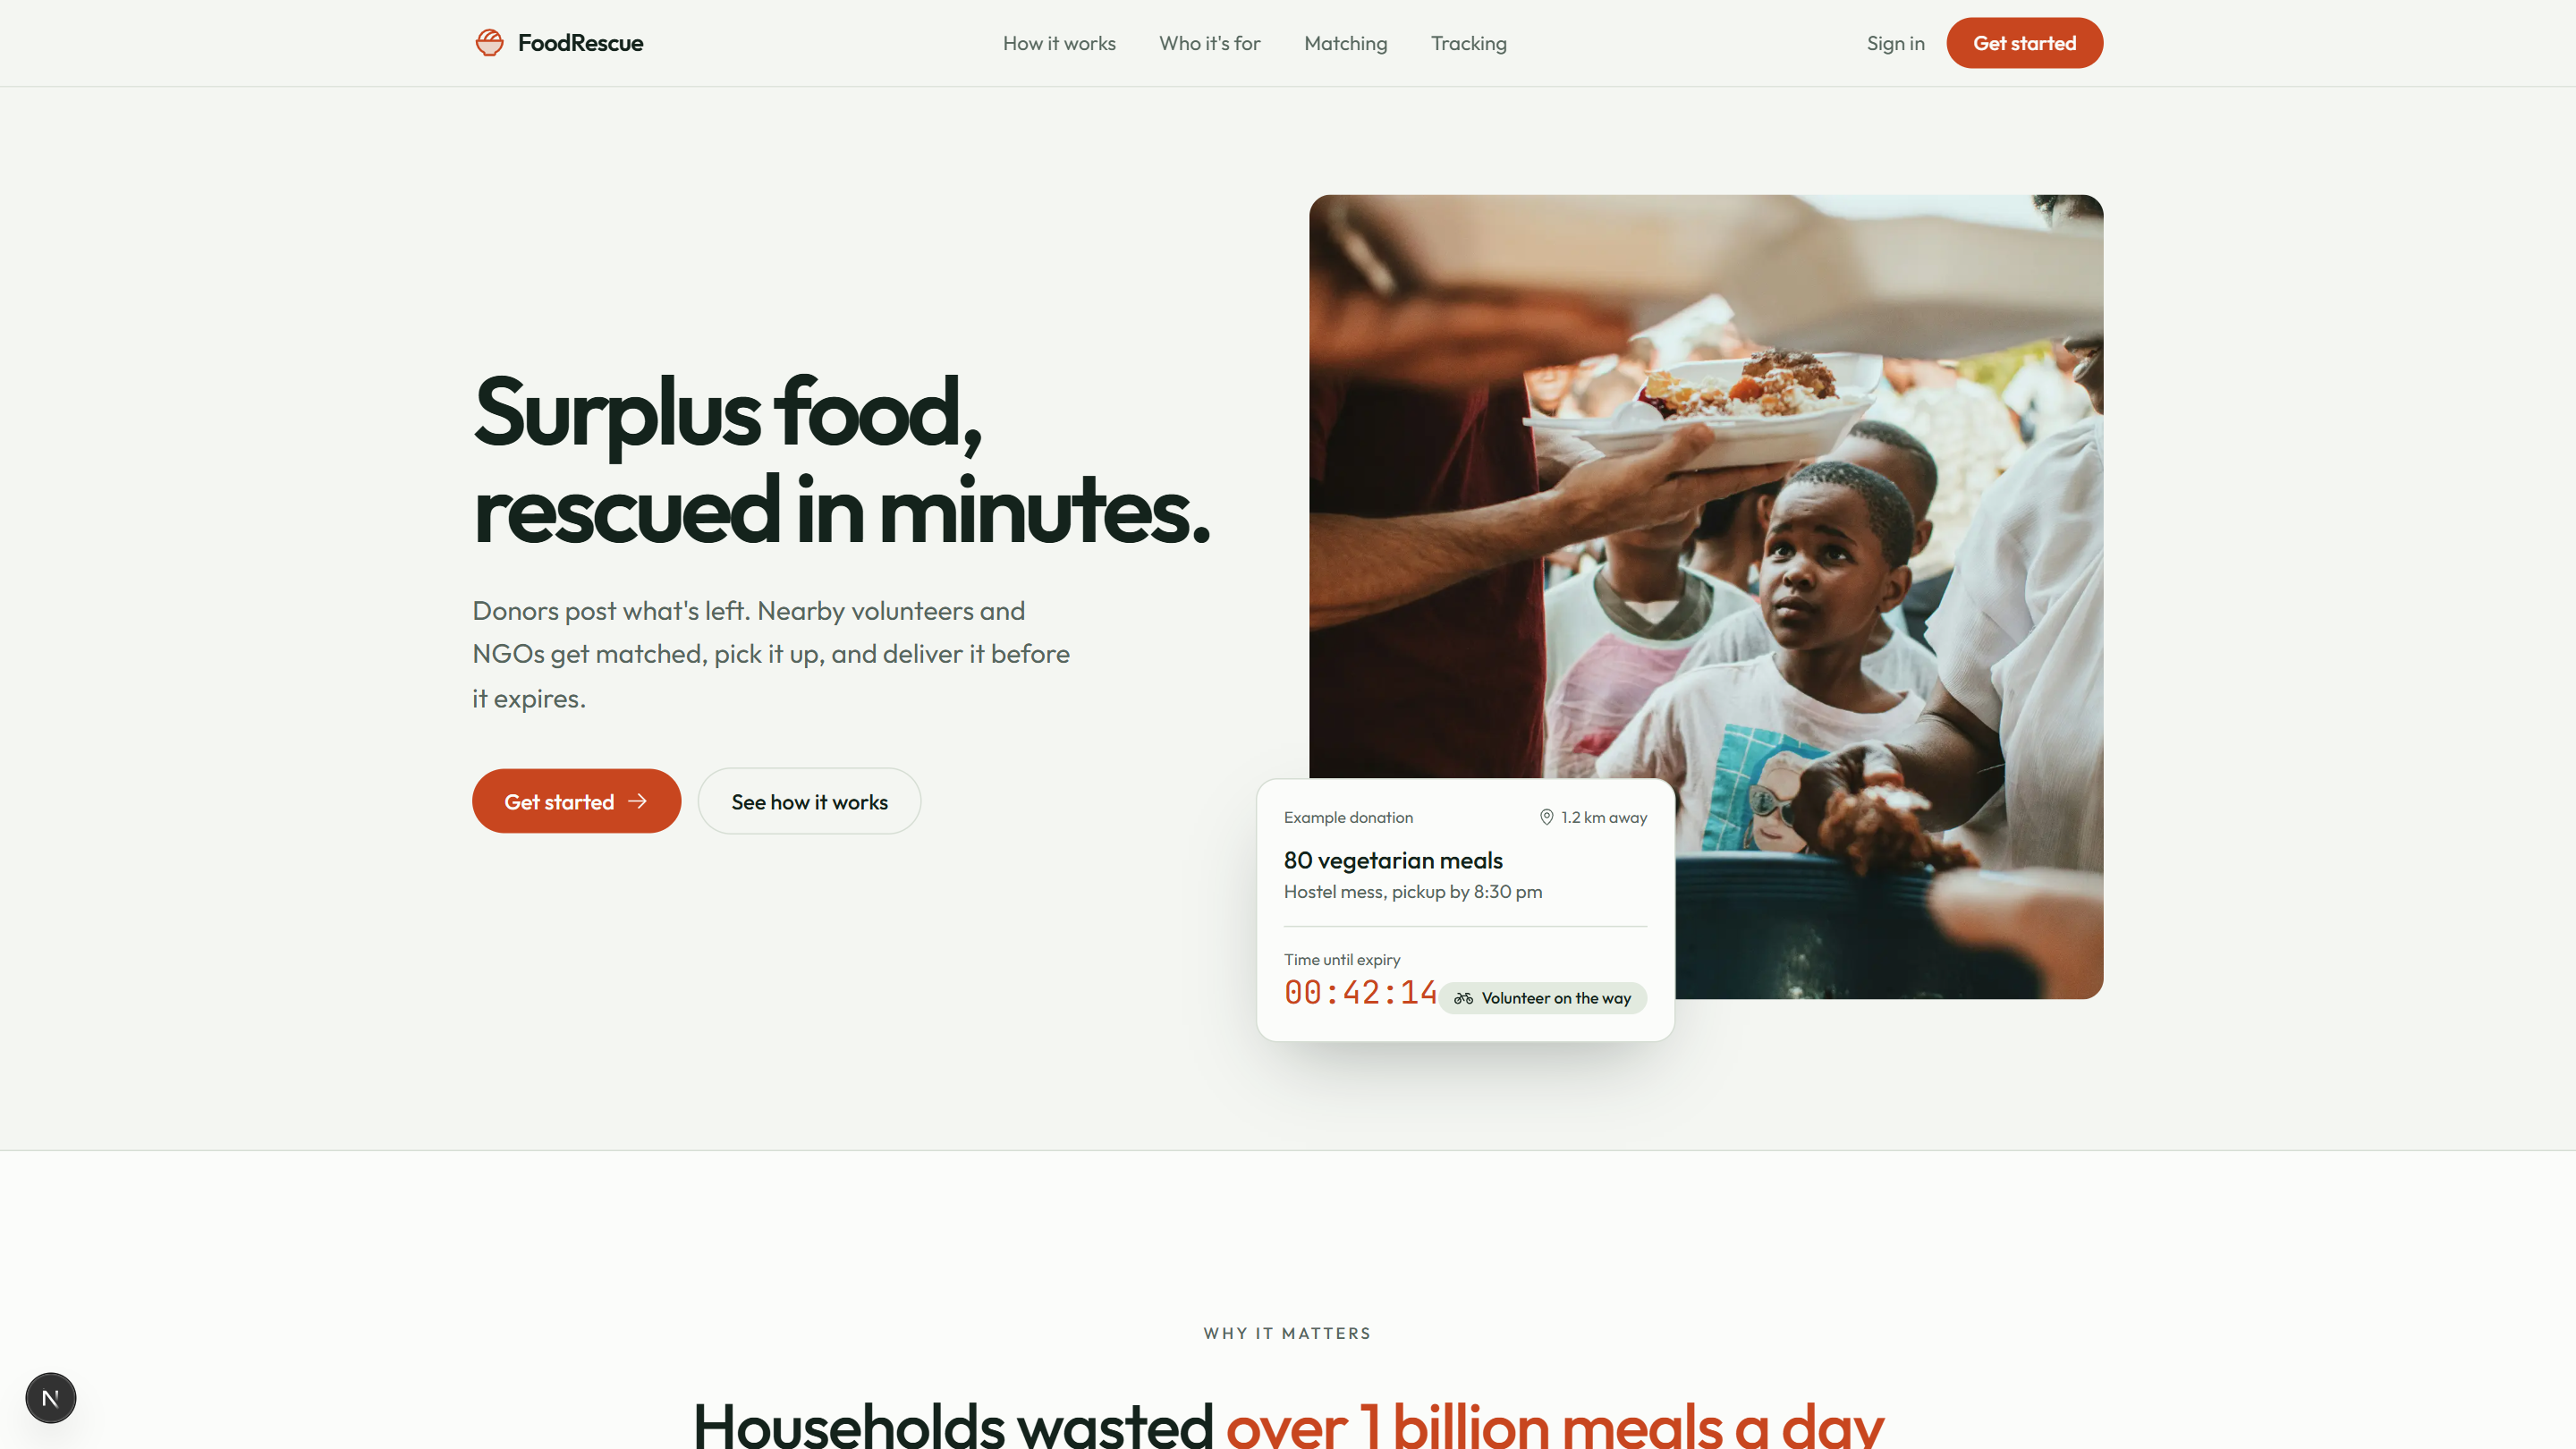 FoodRescue
How it works
Who it's for
Matching
Tracking
Sign in
Get started
Surplus food,
rescued in minutes.
Donors post what's left. Nearby volunteers and
NGOs get matched, pick it up, and deliver it before
it expires.
Get started
See how it works
Example donation
1.2 km away
80 vegetarian meals
Hostel mess, pickup by 8:30 pm
Time until expiry
00:42:14
Volunteer on the way
WHY IT MATTERS
Households wasted over 1 billion meals a day
N